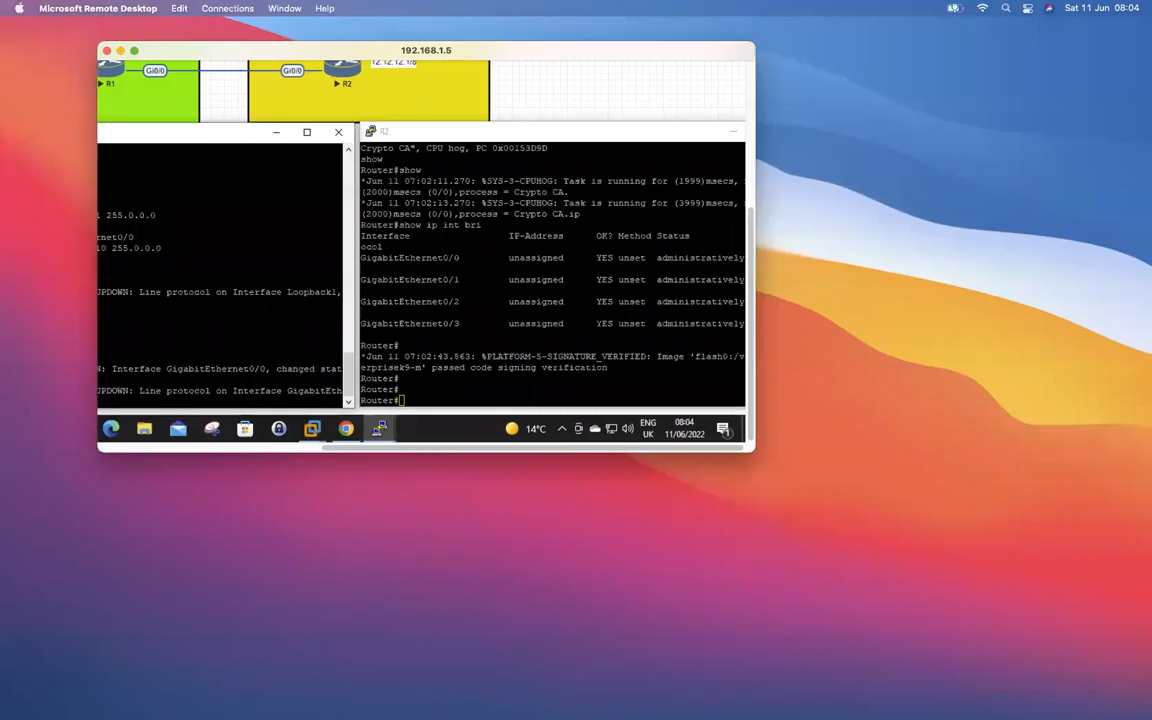 Microsoft Remote Desktop Edit Connections Window Help Sat 11 Jun 08:04
192.168.1.5
Gi0/0 Gi0/0
R1 R2
12.12.12.1/8
R2
1 255.0.0.0
rnet0/0
10 255.0.0.0
UPDOWN: Line protocol on Interface Loopback1,
N: Interface GigabitEthernet0/0, changed stat
UPDOWN: Line protocol on Interface GigabitEth
Crypto CA", CPU hog, PC 0x00153D9D
show
Router#show
*Jun 11 07:02:11.270: %SYS-3-CPUHOG: Task is running for (1999)msecs,
(2000)msecs (0/0),process = Crypto CA.
*Jun 11 07:02:13.270: %SYS-3-CPUHOG: Task is running for (3999)msecs,
(2000)msecs (0/0),process = Crypto CA.ip
Router#show ip int bri
Interface IP-Address OK? Method Status
ocol
GigabitEthernet0/0 unassigned YES unset administratively
GigabitEthernet0/1 unassigned YES unset administratively
GigabitEthernet0/2 unassigned YES unset administratively
GigabitEthernet0/3 unassigned YES unset administratively
Router#
*Jun 11 07:02:43.863: %PLATFORM-5-SIGNATURE_VERIFIED: Image 'flash0:/v
erprisek9-m' passed code signing verification
Router#
Router#
Router#
14°C ENG 08:04
UK 11/06/2022
1